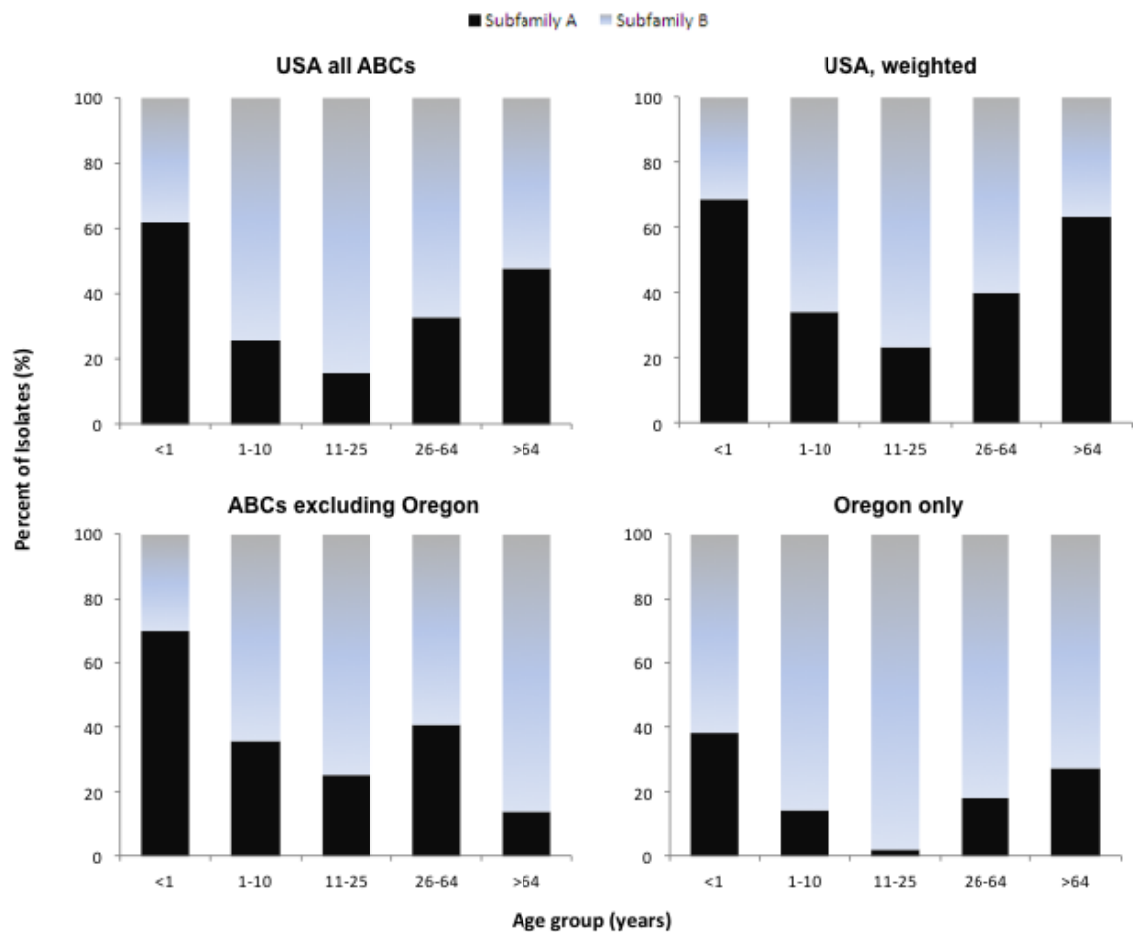 Subfamily A Subfamily B
USA all ABCs
USA, weighted
100
80
60
40
20
0
<1 1-10 11-25 26-64 >64
100
80
60
40
20
0
<1 1-10 11-25 26-64 >64
Percent of Isolates (%)
ABCs excluding Oregon
Oregon only
100
80
60
40
20
0
<1 1-10 11-25 26-64 >64
100
80
60
40
20
0
<1 1-10 11-25 26-64 >64
Age group (years)